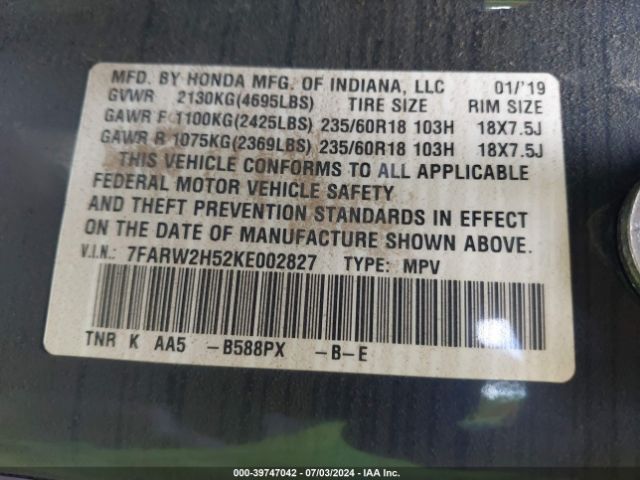 MFD. BY HONDA MFG. OF INDIANA, LLC 01/'19
GVWR 2130KG(4695LBS) TIRE SIZE RIM SIZE
GAWR F 1100KG(2425LBS) 235/60R18 103H 18X7.5J
GAWR R 1075KG(2369LBS) 235/60R18 103H 18X7.5J
THIS VEHICLE CONFORMS TO ALL APPLICABLE
FEDERAL MOTOR VEHICLE SAFETY
AND THEFT PREVENTION STANDARDS IN EFFECT
ON THE DATE OF MANUFACTURE SHOWN ABOVE.
V.I.N.: 7FARW2H52KE002827 TYPE: MPV
TNR K AA5 -B588PX -B-E
000-39747042 - 07/03/2024 - IAA Inc.